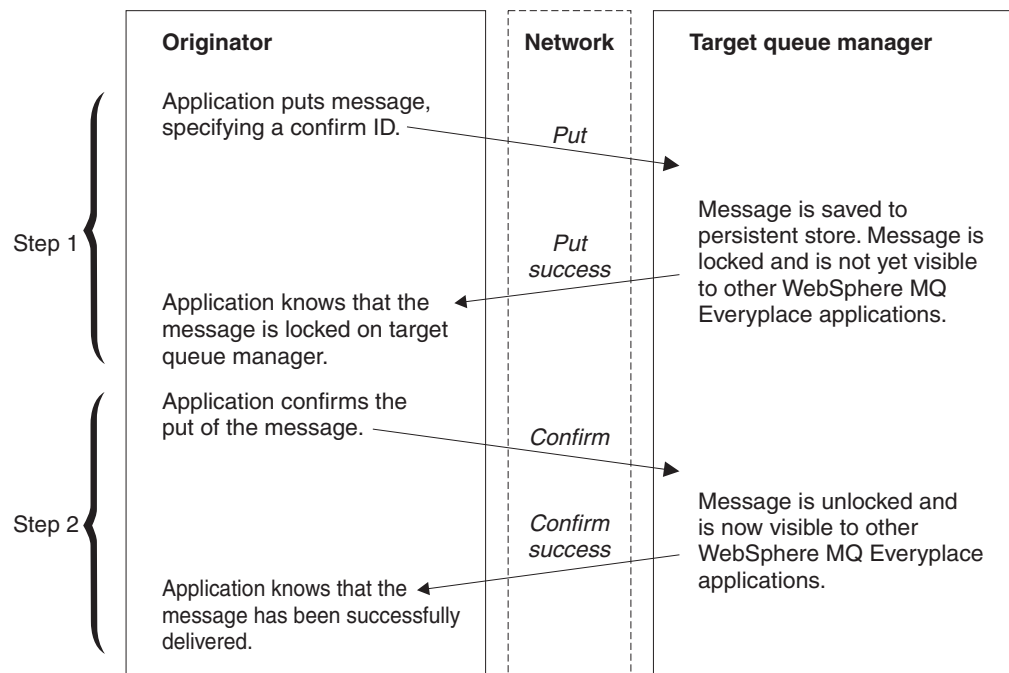 Originator
Network
Target queue manager
Step 1
Application puts message,
specifying a confirm ID.
Put
Message is saved to
persistent store. Message is
locked and is not yet visible
to other WebSphere MQ
Everyplace applications.
Put
success
Application knows that the
message is locked on target
queue manager.
Step 2
Application confirms the
put of the message.
Confirm
Message is unlocked and
is now visible to other
WebSphere MQ Everyplace
applications.
Confirm
success
Application knows that the
message has been successfully
delivered.